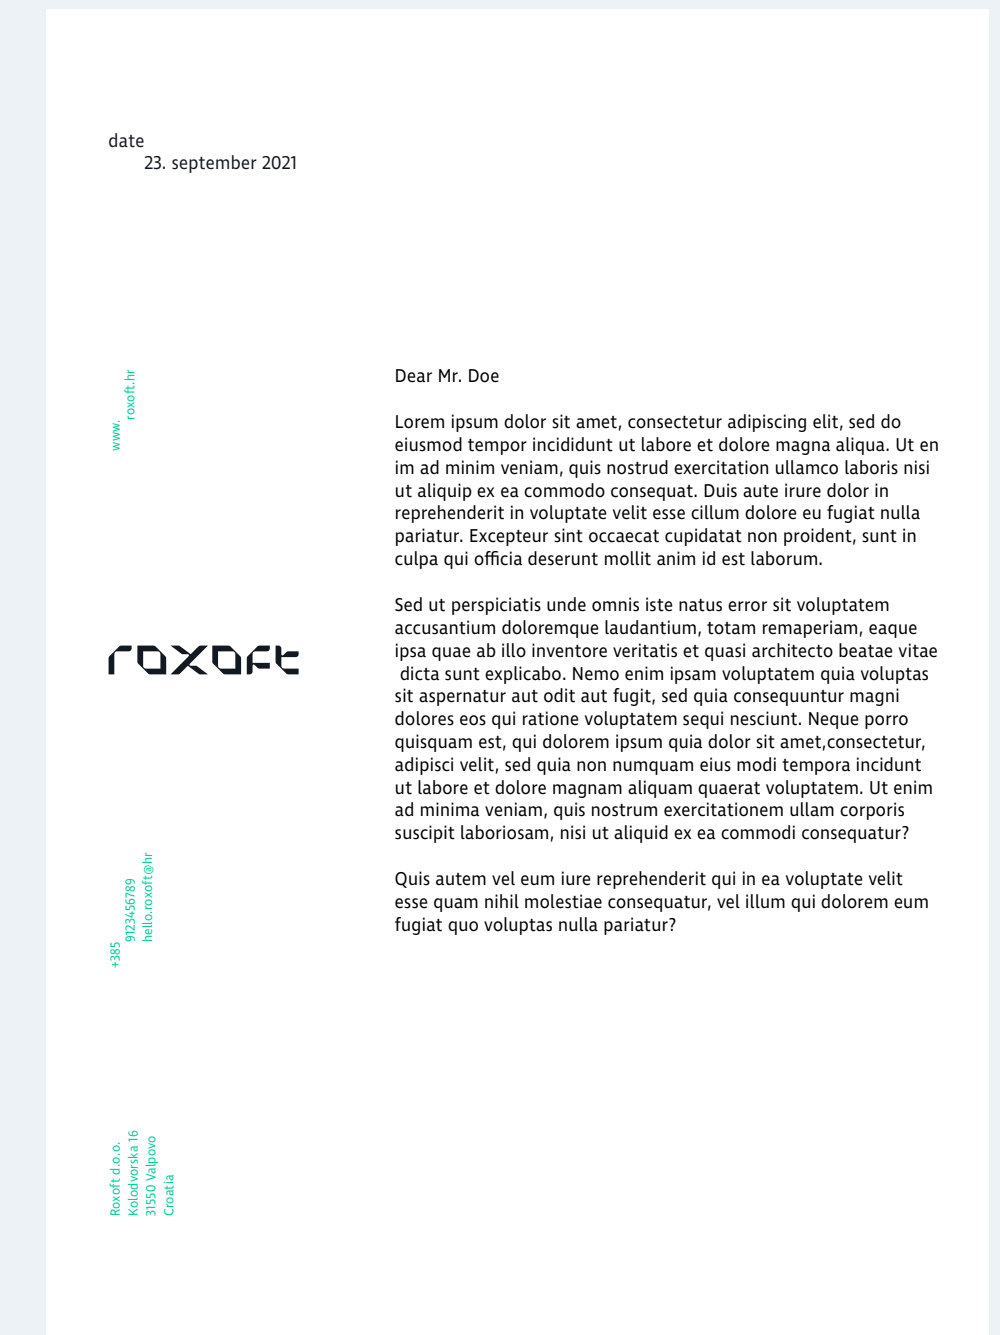 date
23. september 2021
www.
roxoft.hr
roxoft
+385
9123456789
hello.roxoft@hr
Roxoft d.o.o.
Kolodvorska 16
31550 Valpovo
Croatia
Dear Mr. Doe
Lorem ipsum dolor sit amet, consectetur adipiscing elit, sed do
eiusmod tempor incididunt ut labore et dolore magna aliqua. Ut en
im ad minim veniam, quis nostrud exercitation ullamco laboris nisi
ut aliquip ex ea commodo consequat. Duis aute irure dolor in
reprehenderit in voluptate velit esse cillum dolore eu fugiat nulla
pariatur. Excepteur sint occaecat cupidatat non proident, sunt in
culpa qui officia deserunt mollit anim id est laborum.
Sed ut perspiciatis unde omnis iste natus error sit voluptatem
accusantium doloremque laudantium, totam remaperiam, eaque
ipsa quae ab illo inventore veritatis et quasi architecto beatae vitae
dicta sunt explicabo. Nemo enim ipsam voluptatem quia voluptas
sit aspernatur aut odit aut fugit, sed quia consequuntur magni
dolores eos qui ratione voluptatem sequi nesciunt. Neque porro
quisquam est, qui dolorem ipsum quia dolor sit amet,consectetur,
adipisci velit, sed quia non numquam eius modi tempora incidunt
ut labore et dolore magnam aliquam quaerat voluptatem. Ut enim
ad minima veniam, quis nostrum exercitationem ullam corporis
suscipit laboriosam, nisi ut aliquid ex ea commodi consequatur?
Quis autem vel eum iure reprehenderit qui in ea voluptate velit
esse quam nihil molestiae consequatur, vel illum qui dolorem eum
fugiat quo voluptas nulla pariatur?